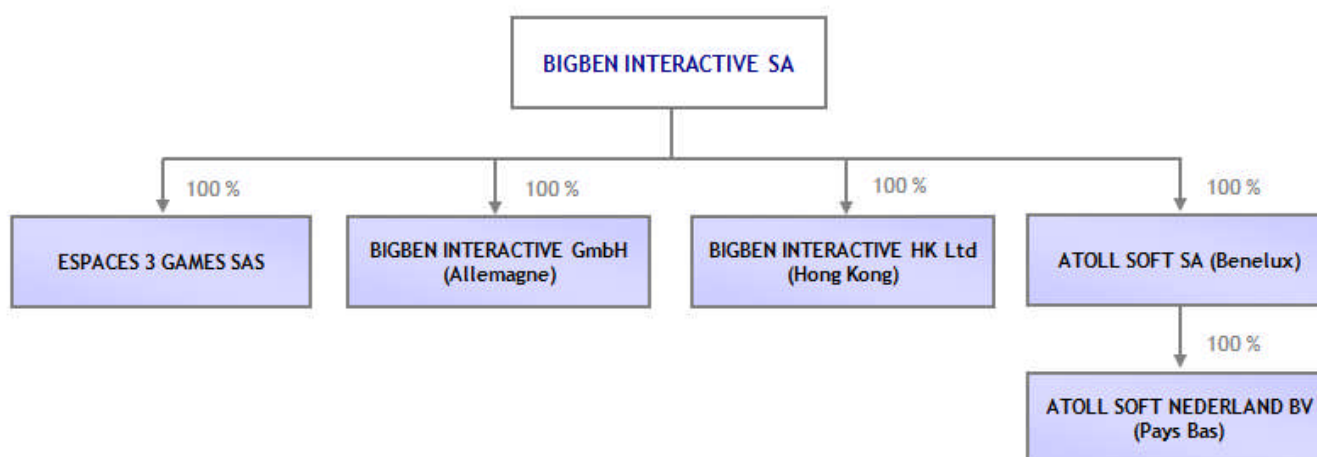 BIGBEN INTERACTIVE SA
100 %
100 %
100 %
100 %
ESPACES 3 GAMES SAS
BIGBEN INTERACTIVE GmbH
(Allemagne)
BIGBEN INTERACTIVE HK Ltd
(Hong Kong)
ATOLL SOFT SA (Benelux)
100 %
ATOLL SOFT NEDERLAND BV
(Pays Bas)